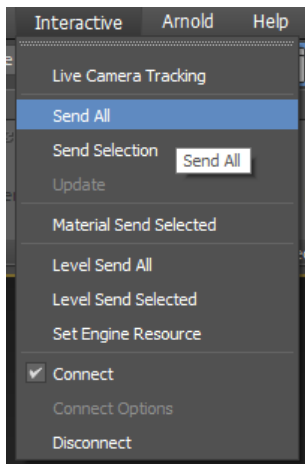 Interactive Arnold Help
Live Camera Tracking
Send All
Send Selection
Send All
Update
Material Send Selected
Level Send All
Level Send Selected
Set Engine Resource
Connect
Connect Options
Disconnect